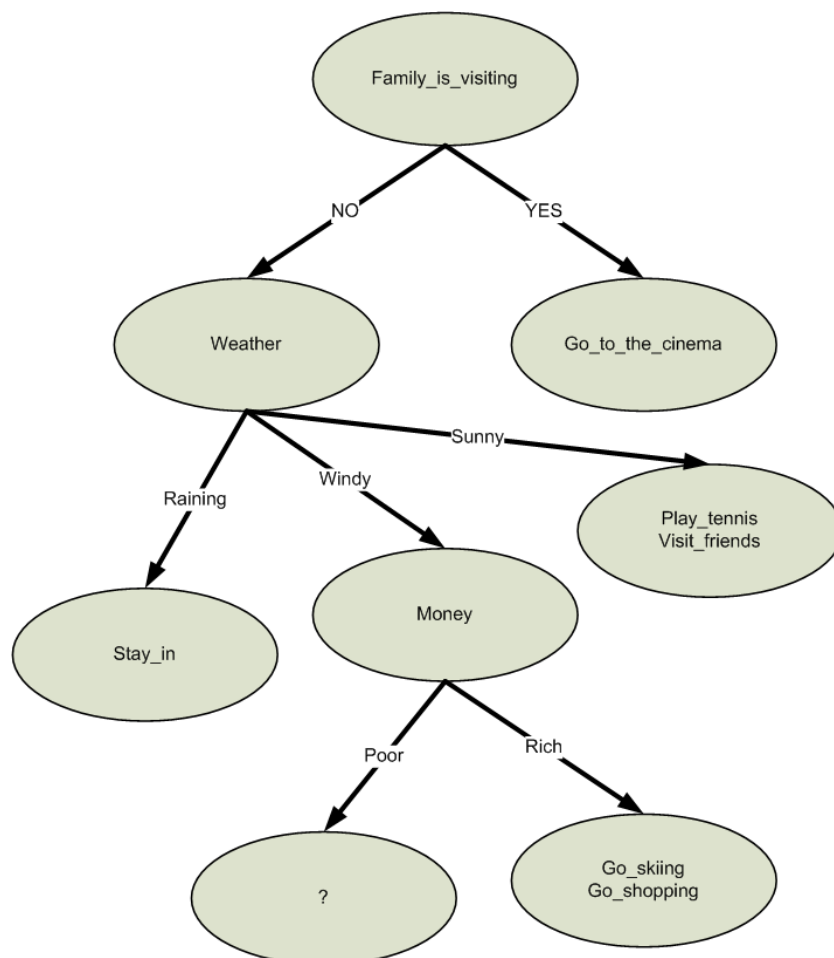 Family_is_visiting
NO
YES
Weather
Go_to_the_cinema
Sunny
Windy
Raining
Play_tennis
Visit_friends
Money
Stay_in
Poor
Rich
?
Go_skiing
Go_shopping